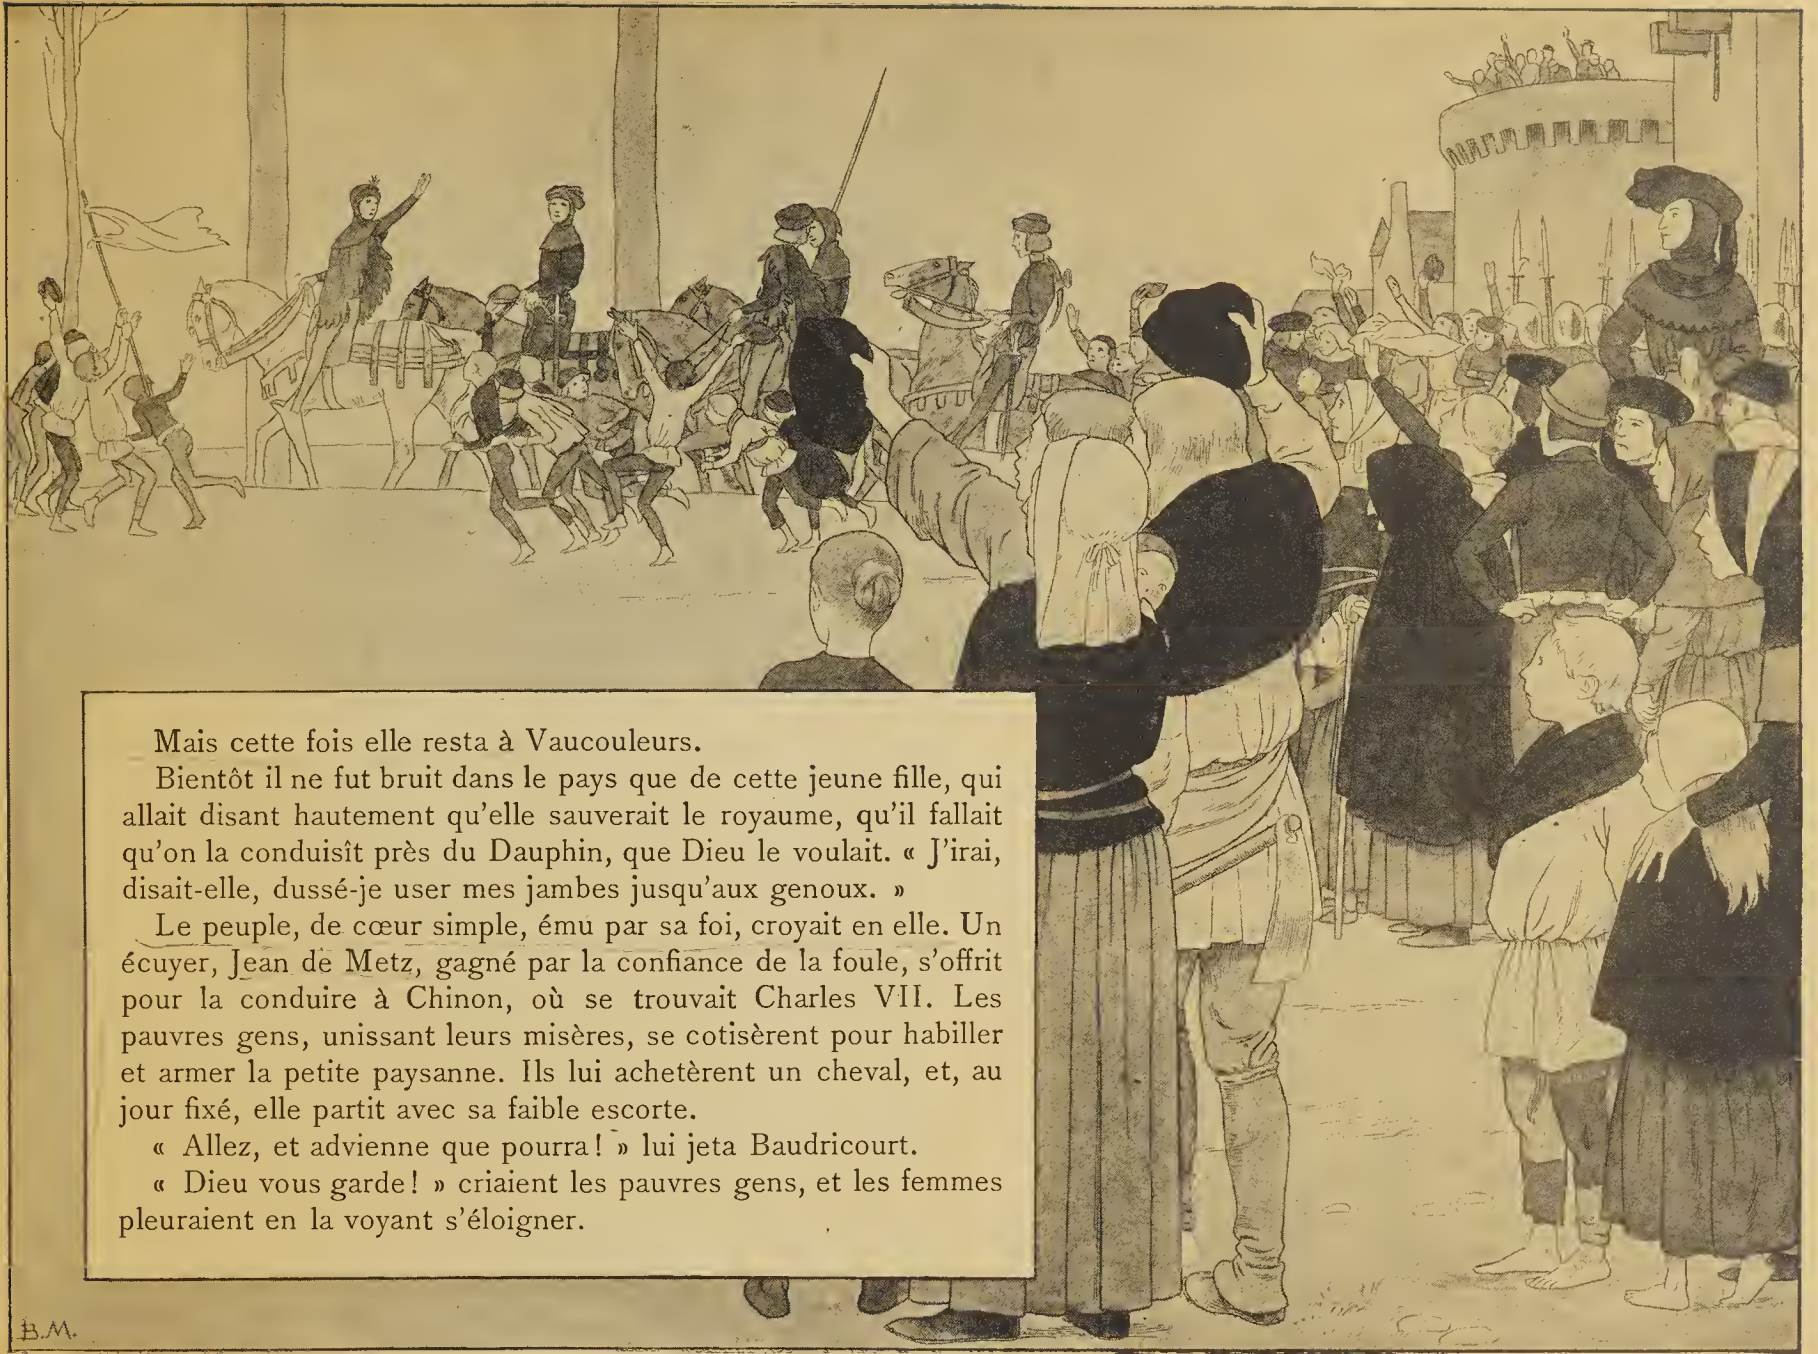 Mais cette fois elle resta à Vaucouleurs.
Bientôt il ne fut bruit dans le pays que de cette jeune fille, qui
allait disant hautement qu'elle sauverait le royaume, qu'il fallait
qu'on la conduisît près du Dauphin, que Dieu le voulait. « J'irai,
disait-elle, dussé-je user mes jambes jusqu'aux genoux. »
Le peuple, de cœur simple, ému par sa foi, croyait en elle. Un
écuyer, Jean de Metz, gagné par la confiance de la foule, s'offrit
pour la conduire à Chinon, où se trouvait Charles VII. Les
pauvres gens, unissant leurs misères, se cotisèrent pour habiller
et armer la petite paysanne. Ils lui achetèrent un cheval, et, au
jour fixé, elle partit avec sa faible escorte.
« Allez, et advienne que pourra! » lui jeta Baudricourt.
« Dieu vous garde! » criaient les pauvres gens, et les femmes
pleuraient en la voyant s'éloigner.
B.M.